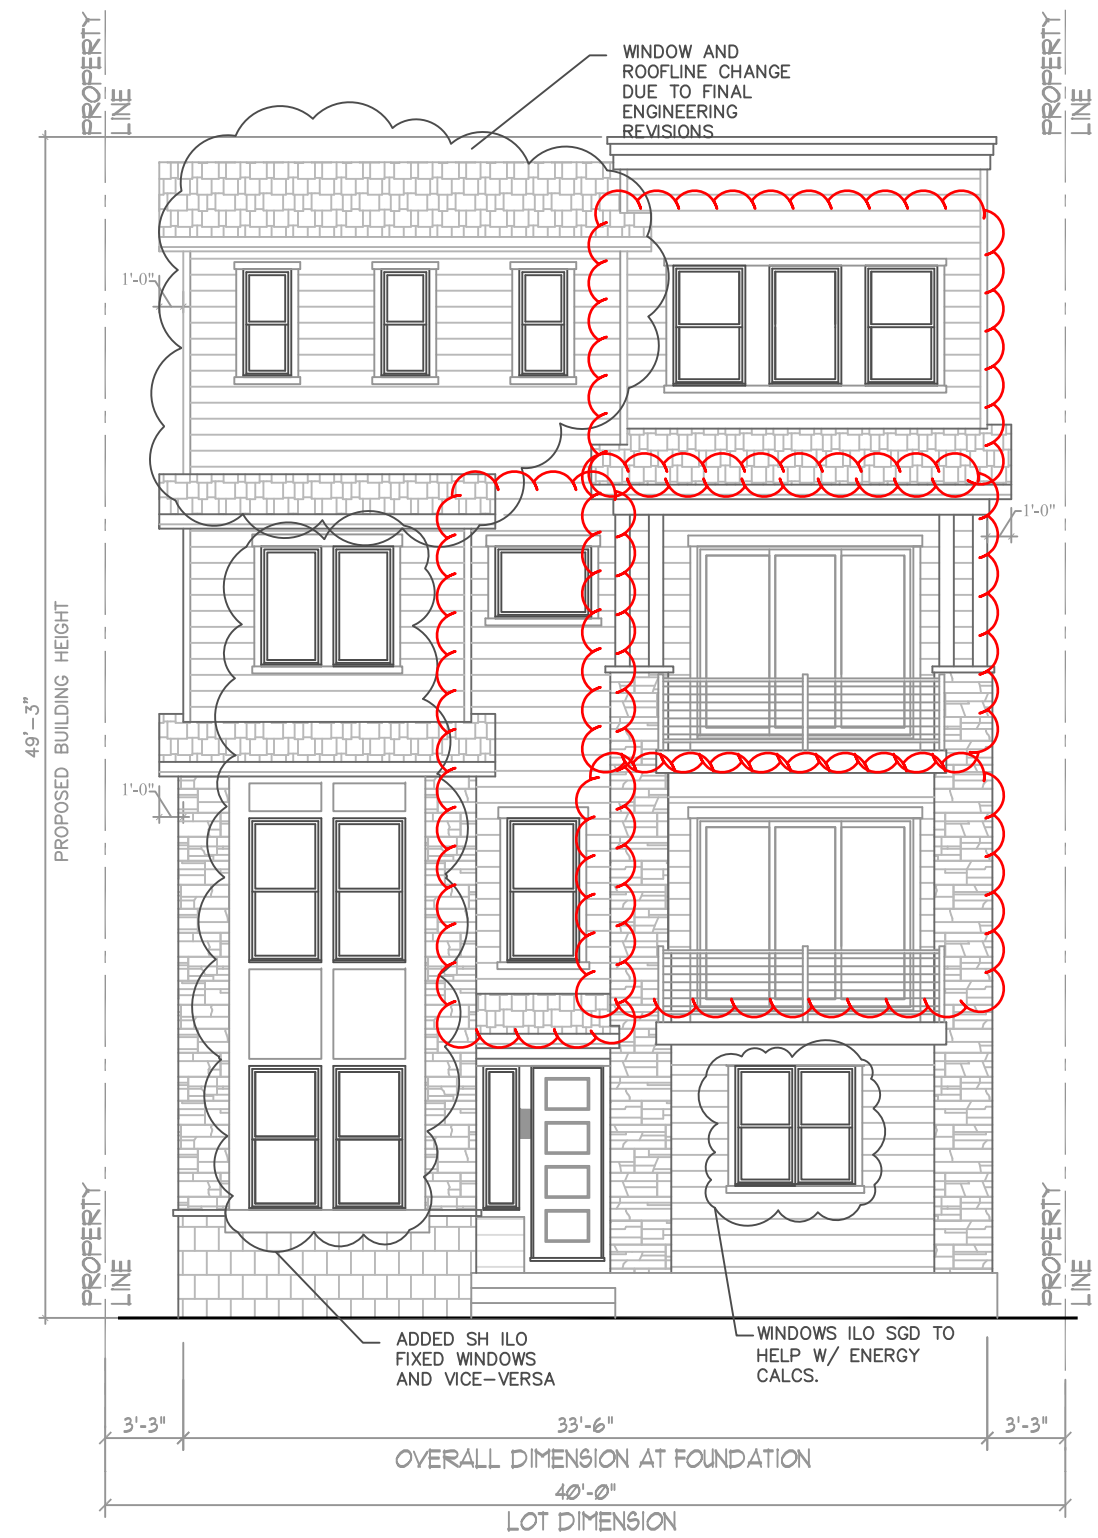 PROPERTY
LINE
PROPERTY
LINE
WINDOW AND
ROOFLINE CHANGE
DUE TO FINAL
ENGINEERING
REVISIONS
1'-0"
1'-0"
49'-3"
PROPOSED BUILDING HEIGHT
1'-0"
PROPERTY
LINE
PROPERTY
LINE
ADDED SH ILO
FIXED WINDOWS
AND VICE-VERSA
WINDOWS ILO SGD TO
HELP W/ ENERGY
CALCS.
3'-3"
33'-6"
3'-3"
OVERALL DIMENSION AT FOUNDATION
40'-0"
LOT DIMENSION